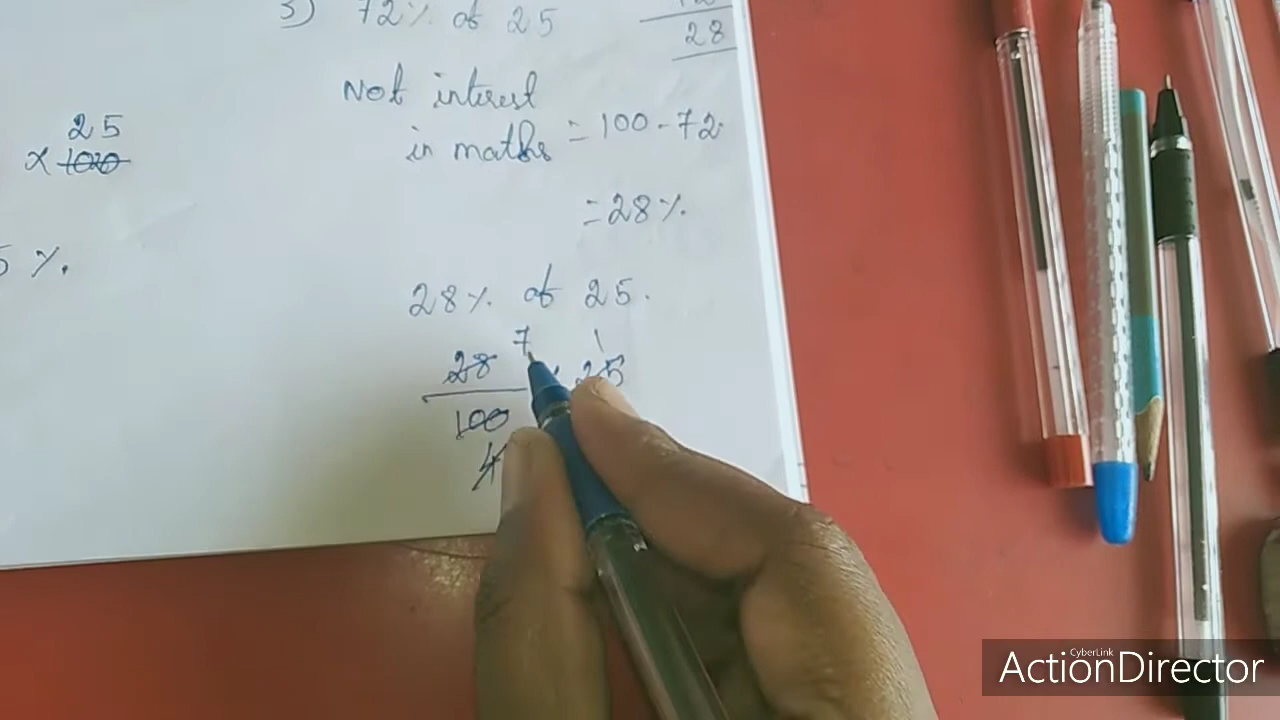 3) 72% of 25
28
Not interest
in maths = 100 - 72
= 28%.
25
x 100
5 %.
28% of 25.
7 1
28 25
100
4
CyberLink
ActionDirector